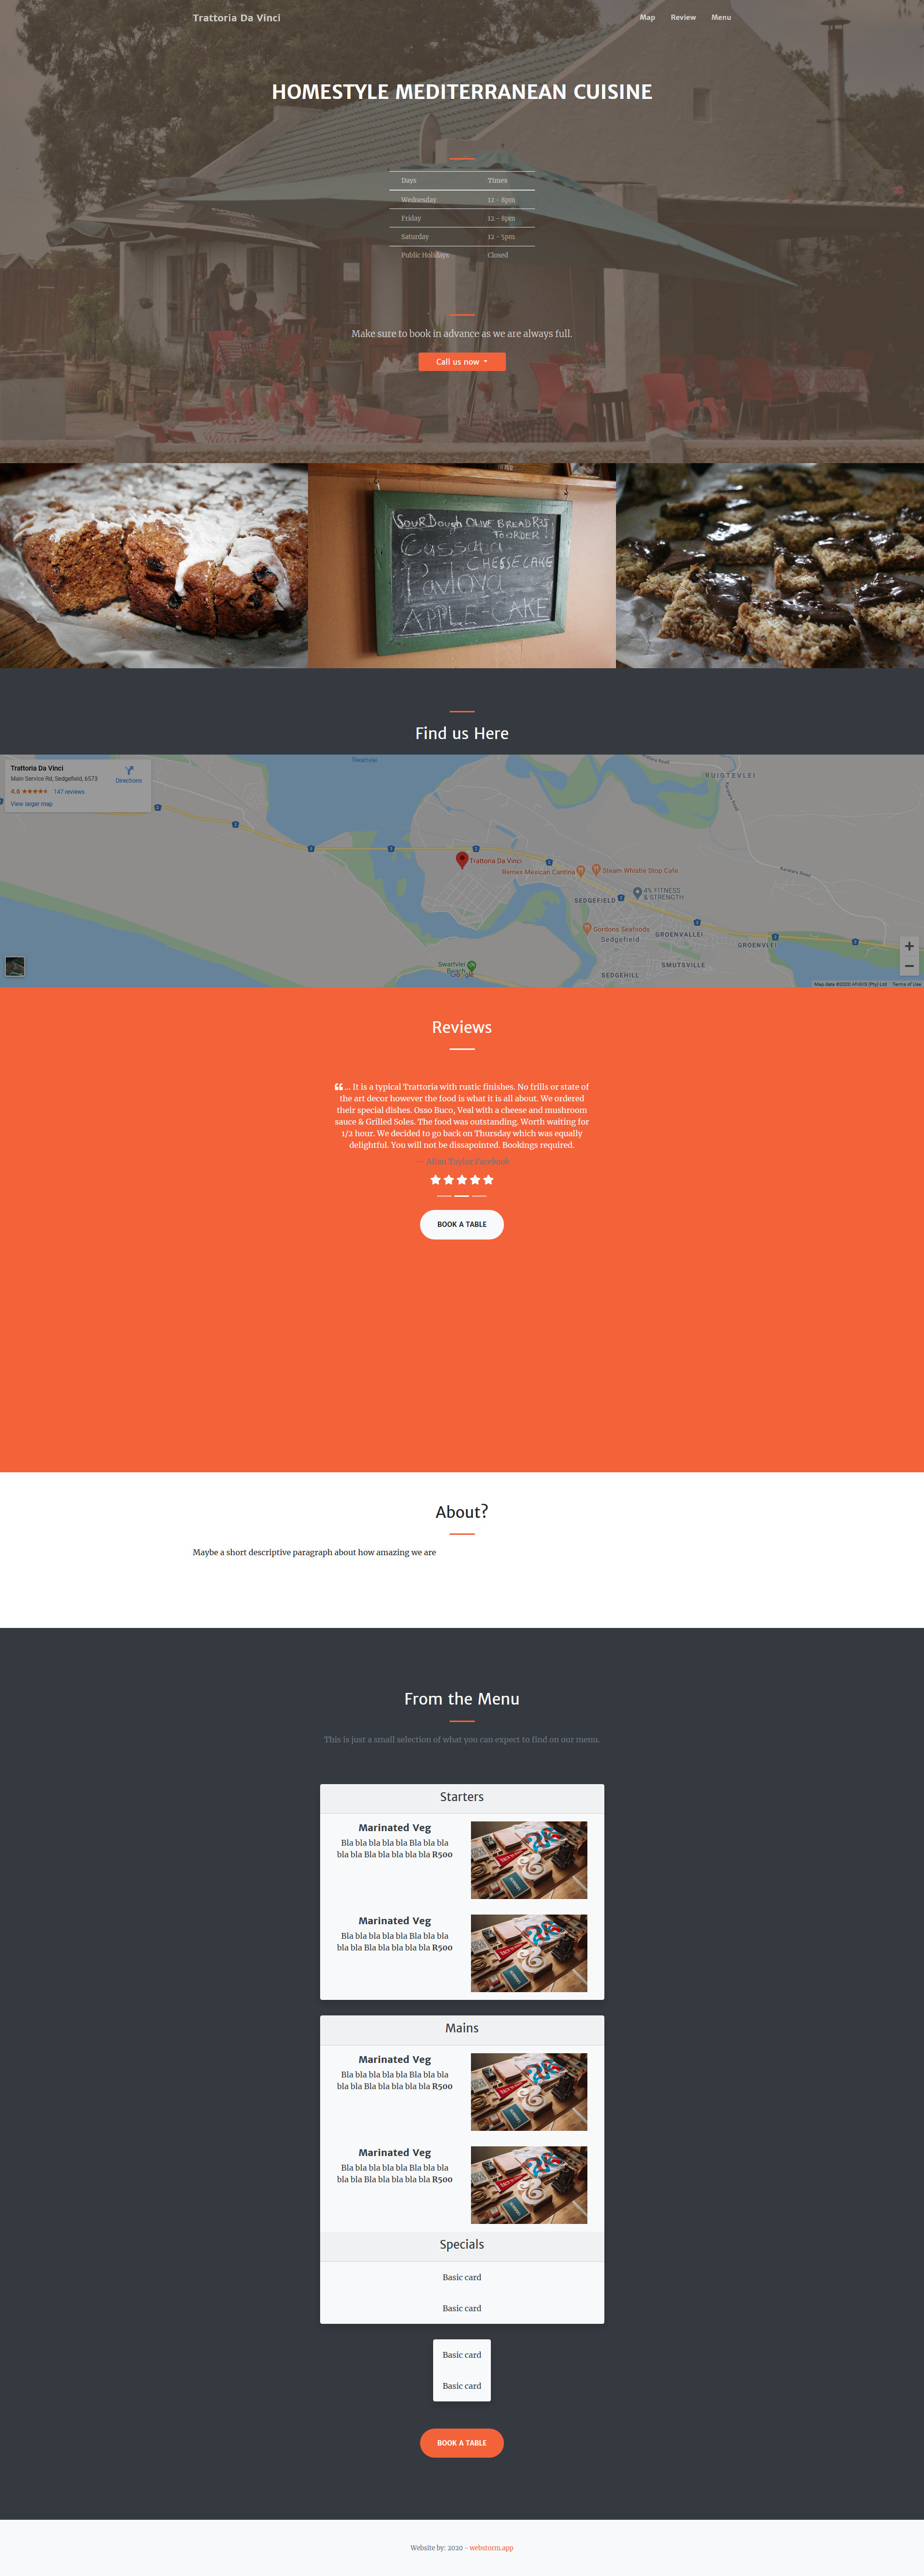 Trattoria Da Vinci
Map Review Menu
HOMESTYLE MEDITERRANEAN CUISINE
Days Times
Wednesday 12 - 8pm
Friday 12 - 8pm
Saturday 12 - 5pm
Public Holidays Closed
Make sure to book in advance as we are always full.
Call us now
SOUR Dough OLIVE BREAD R35
TO ORDER!
Cassata
CHEESE CAKE
Pavlova
APPLE-CAKE
Find us Here
Trattoria Da Vinci
Main Service Rd, Sedgefield, 6573
Directions
4.6 147 reviews
View larger map
Swartvlei
RUIGTEVLEI
Karatara Road
Karatara Road
Trattoria Da Vinci
Remex Mexican Cantina
Steam Whistle Stop Cafe
4% FITNESS
& STRENGTH
SEDGEFIELD
Gordons Seafoods
Sedgefield
GROENVALLEI
GROENVLEI
Swartvlei
Beach
Google
SMUTSVILLE
SEDGEHILL
Map data ©2020 AfriGIS (Pty) Ltd Terms of Use
Reviews
... It is a typical Trattoria with rustic finishes. No frills or state of
the art decor however the food is what it is all about. We ordered
their special dishes. Osso Buco, Veal with a cheese and mushroom
sauce & Grilled Soles. The food was outstanding. Worth waiting for
1/2 hour. We decided to go back on Thursday which was equally
delightful. You will not be dissapointed. Bookings required.
— Allan Taylor Facebook
BOOK A TABLE
About?
Maybe a short descriptive paragraph about how amazing we are
From the Menu
This is just a small selection of what you can expect to find on our menu.
Starters
Marinated Veg
Bla bla bla bla bla Bla bla bla
bla bla Bla bla bla bla bla R500
Marinated Veg
Bla bla bla bla bla Bla bla bla
bla bla Bla bla bla bla bla R500
Mains
Marinated Veg
Bla bla bla bla bla Bla bla bla
bla bla Bla bla bla bla bla R500
Marinated Veg
Bla bla bla bla bla Bla bla bla
bla bla Bla bla bla bla bla R500
Specials
Basic card
Basic card
Basic card
Basic card
BOOK A TABLE
Website by: 2020 - webstorm.app